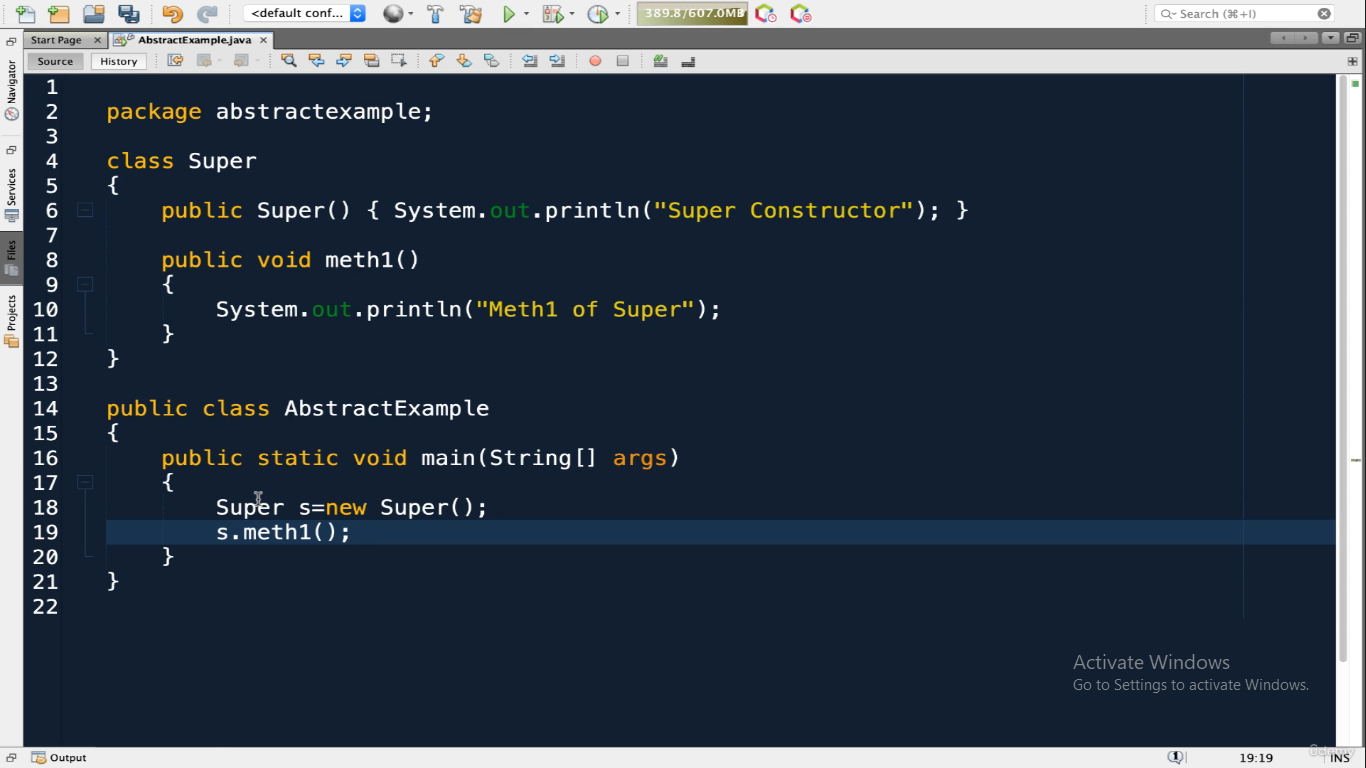 <default conf...
389.8/607.0MB
Search (⌘+I)
Start Page
AbstractExample.java
Source
History
Navigator
Services
Files
Projects
1
2 package abstractexample;
3
4 class Super
5 {
6 public Super() { System.out.println("Super Constructor"); }
7
8 public void meth1()
9 {
10 System.out.println("Meth1 of Super");
11 }
12 }
13
14 public class AbstractExample
15 {
16 public static void main(String[] args)
17 {
18 Super s=new Super();
19 s.meth1();
20 }
21 }
22
Activate Windows
Go to Settings to activate Windows.
Output
1
19:19
INS
Udemy